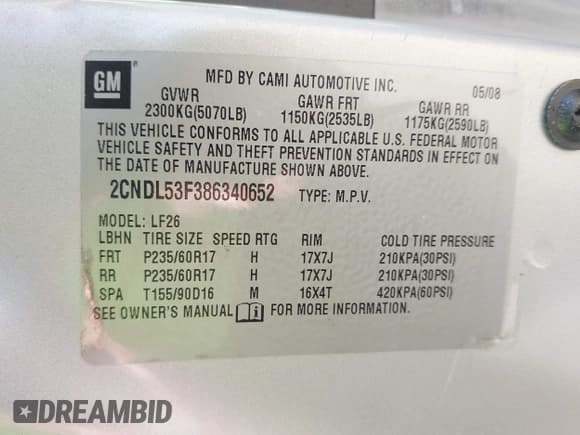 GM
MFD BY CAMI AUTOMOTIVE INC.
05/08
GVWR
2300KG(5070LB)
GAWR FRT
1150KG(2535LB)
GAWR RR
1175KG(2590LB)
THIS VEHICLE CONFORMS TO ALL APPLICABLE U.S. FEDERAL MOTOR
VEHICLE SAFETY AND THEFT PREVENTION STANDARDS IN EFFECT ON
THE DATE OF MANUFACTURE SHOWN ABOVE.
2CNDL53F386340652 TYPE: M.P.V.
MODEL: LF26
LBHN TIRE SIZE SPEED RTG RIM COLD TIRE PRESSURE
FRT P235/60R17 H 17X7J 210KPA(30PSI)
RR P235/60R17 H 17X7J 210KPA(30PSI)
SPA T155/90D16 M 16X4T 420KPA(60PSI)
SEE OWNER'S MANUAL i FOR MORE INFORMATION.
DREAMBID